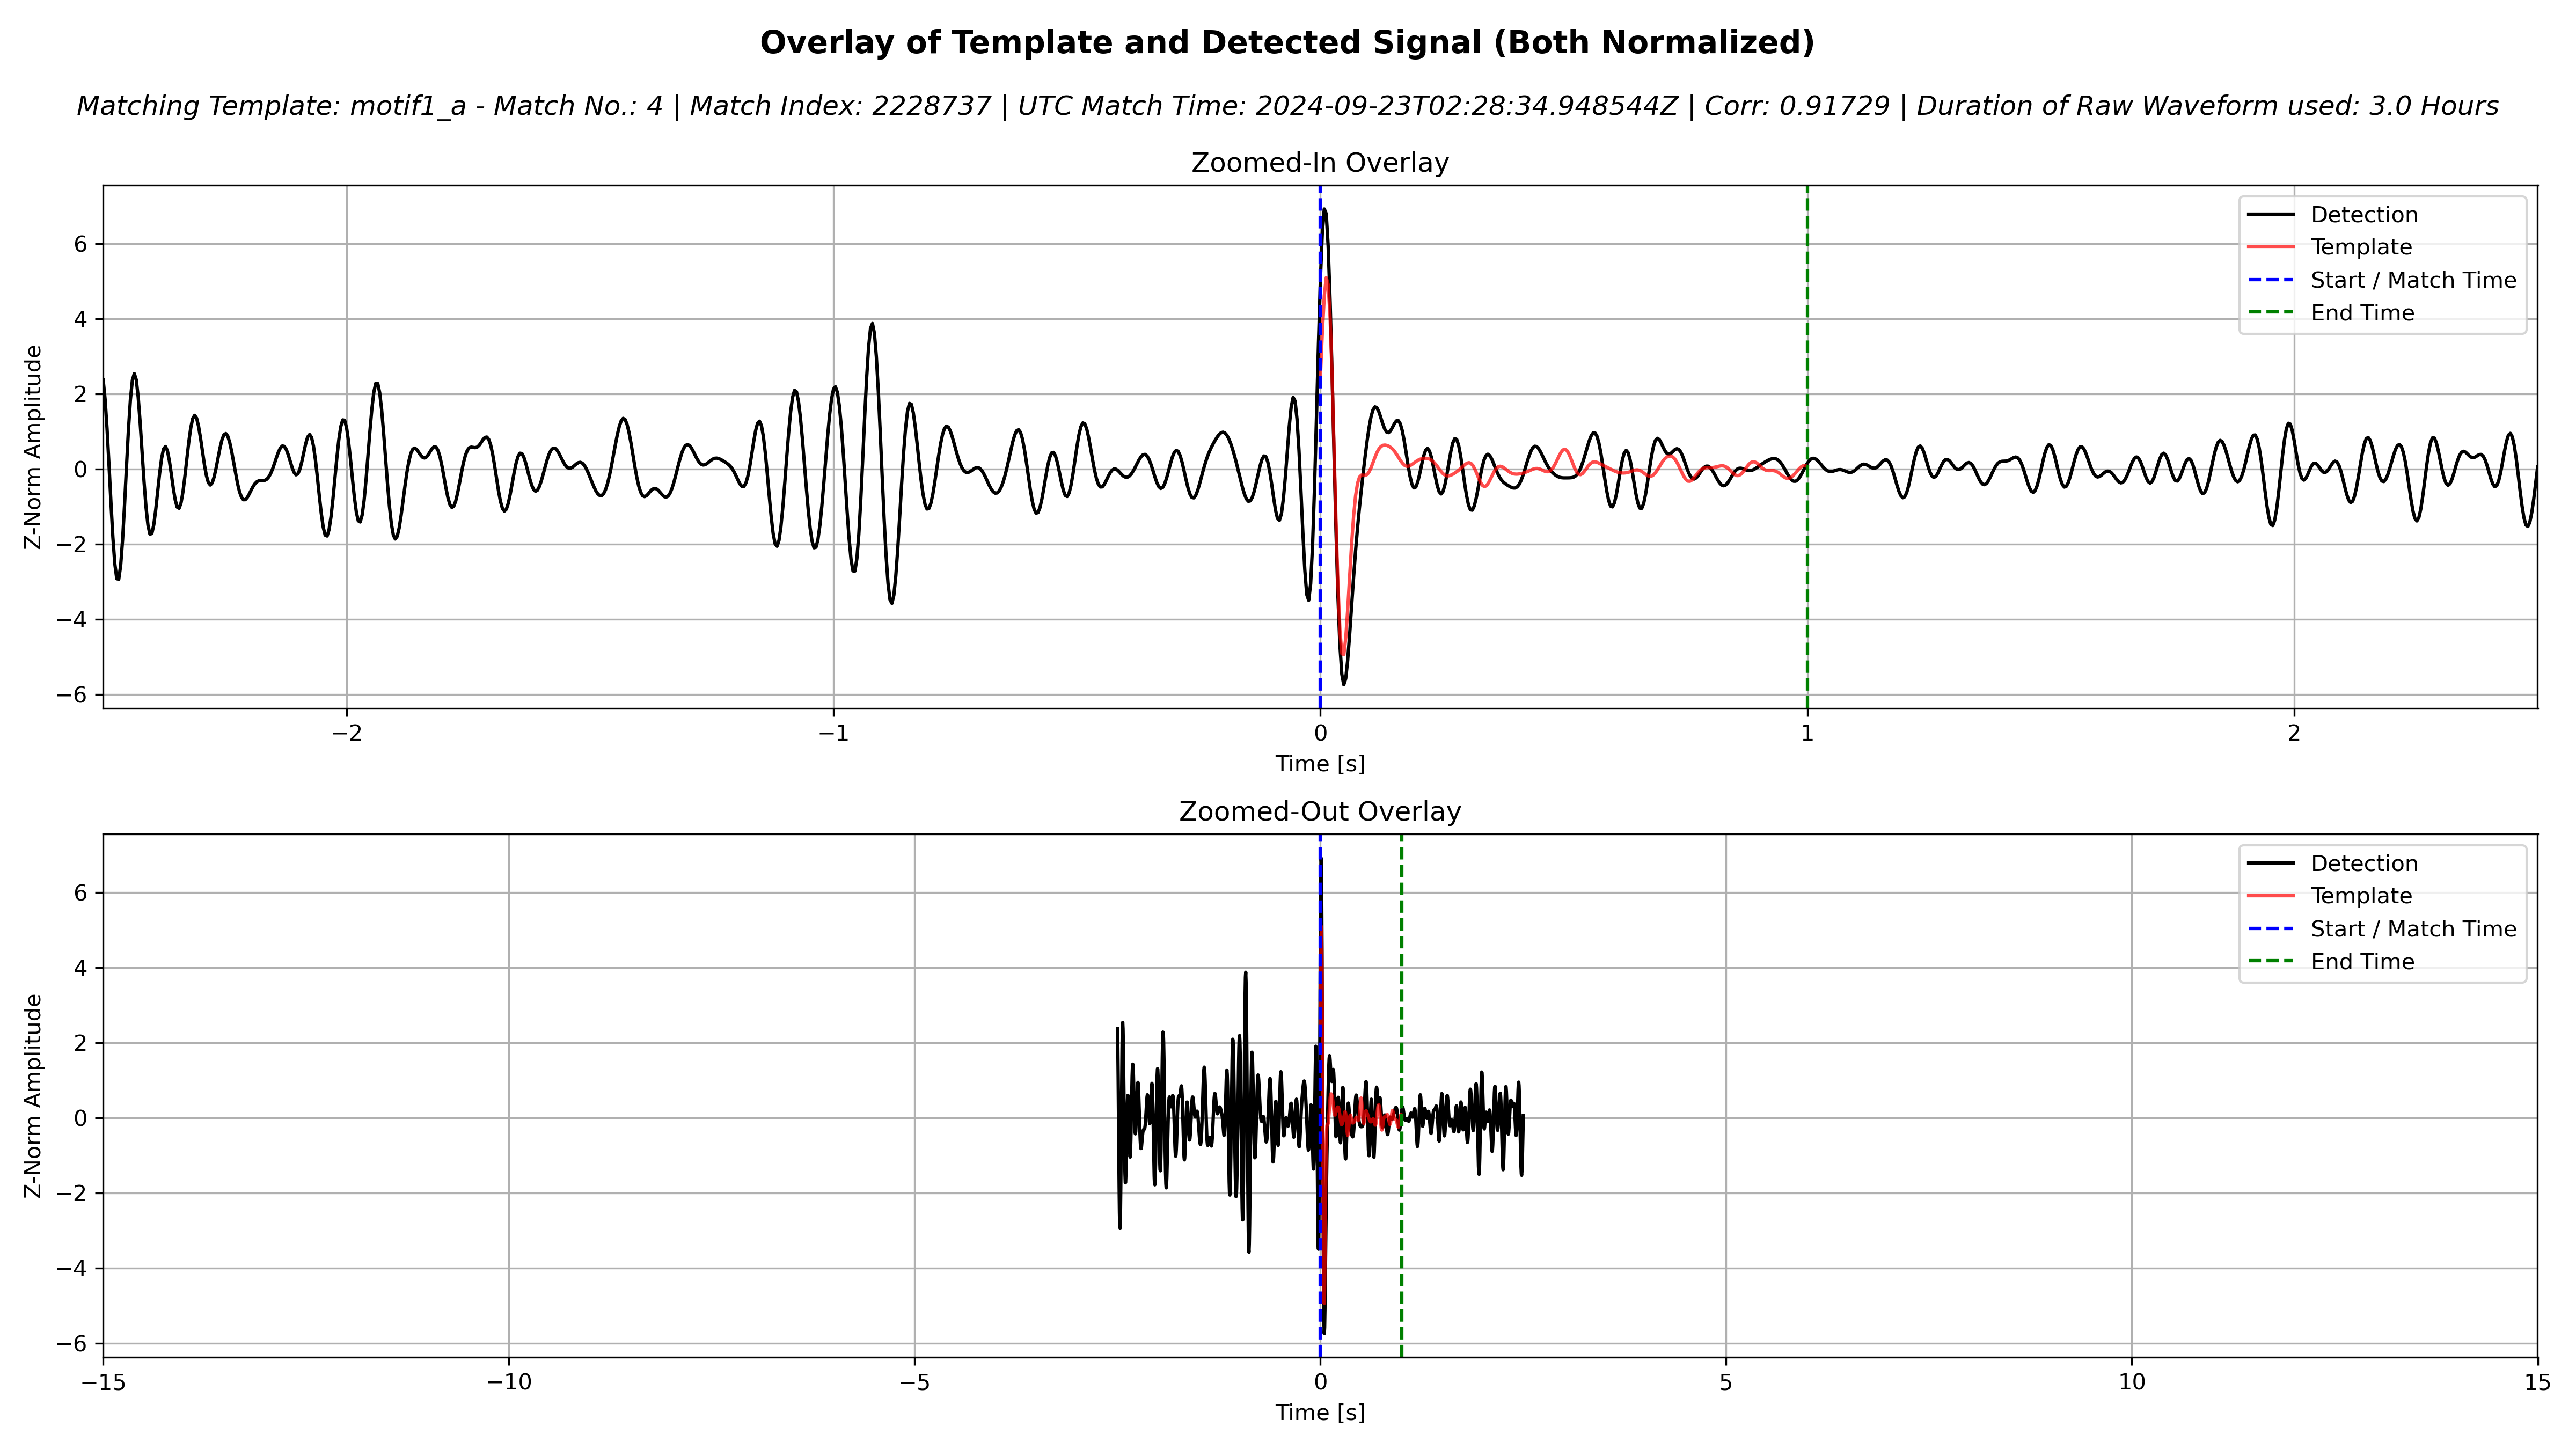 Overlay of Template and Detected Signal (Both Normalized)
Matching Template: motif1_a - Match No.: 4 | Match Index: 2228737 | UTC Match Time: 2024-09-23T02:28:34.948544Z | Corr: 0.91729 | Duration of Raw Waveform used: 3.0 Hours
Zoomed-In Overlay
Z-Norm Amplitude
6
4
2
0
−2
−4
−6
Detection
Template
Start / Match Time
End Time
−2 −1 0 1 2
Time [s]
Zoomed-Out Overlay
Z-Norm Amplitude
6
4
2
0
−2
−4
−6
Detection
Template
Start / Match Time
End Time
−15 −10 −5 0 5 10 15
Time [s]